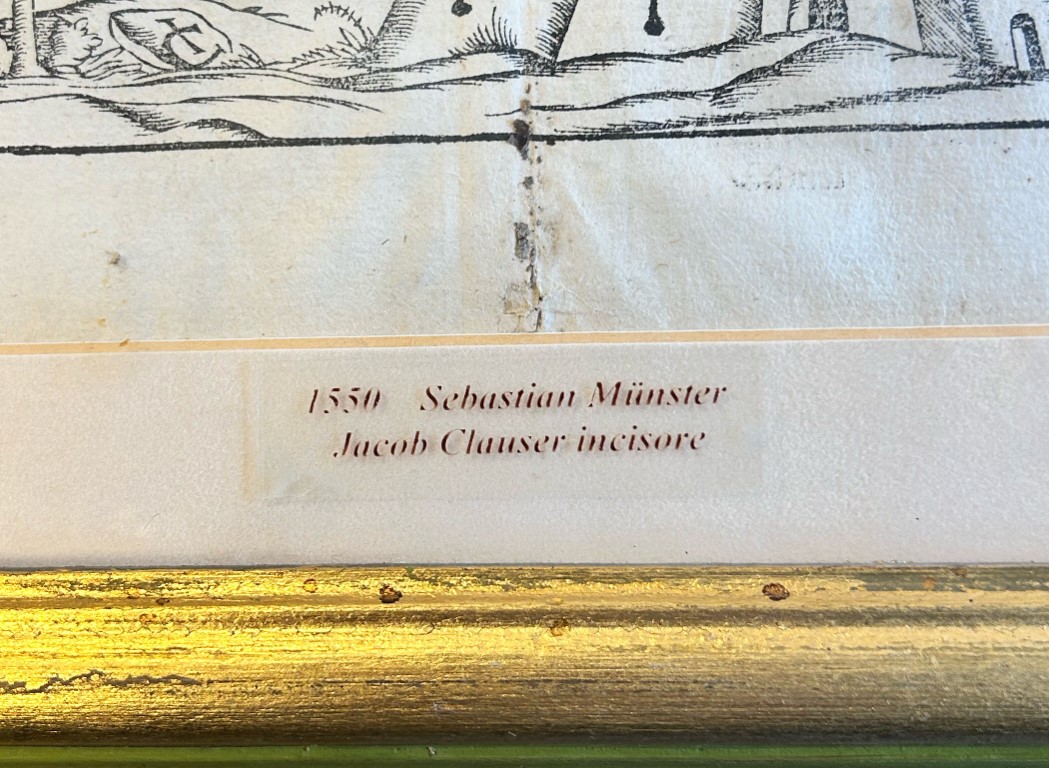 1550 Sebastian Münster
Jacob Clauser incisore